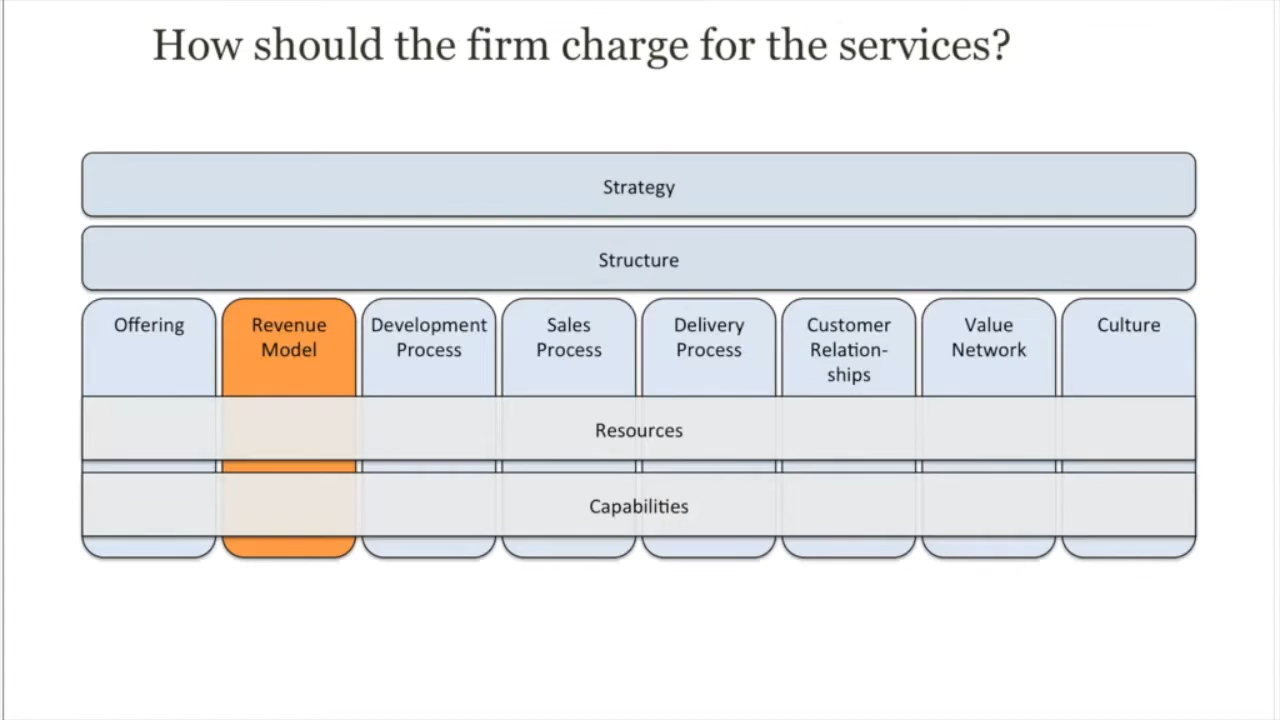 How should the firm charge for the services?
Strategy
Structure
Offering
Revenue
Model
Development
Process
Sales
Process
Delivery
Process
Customer
Relation-
ships
Value
Network
Culture
Resources
Capabilities